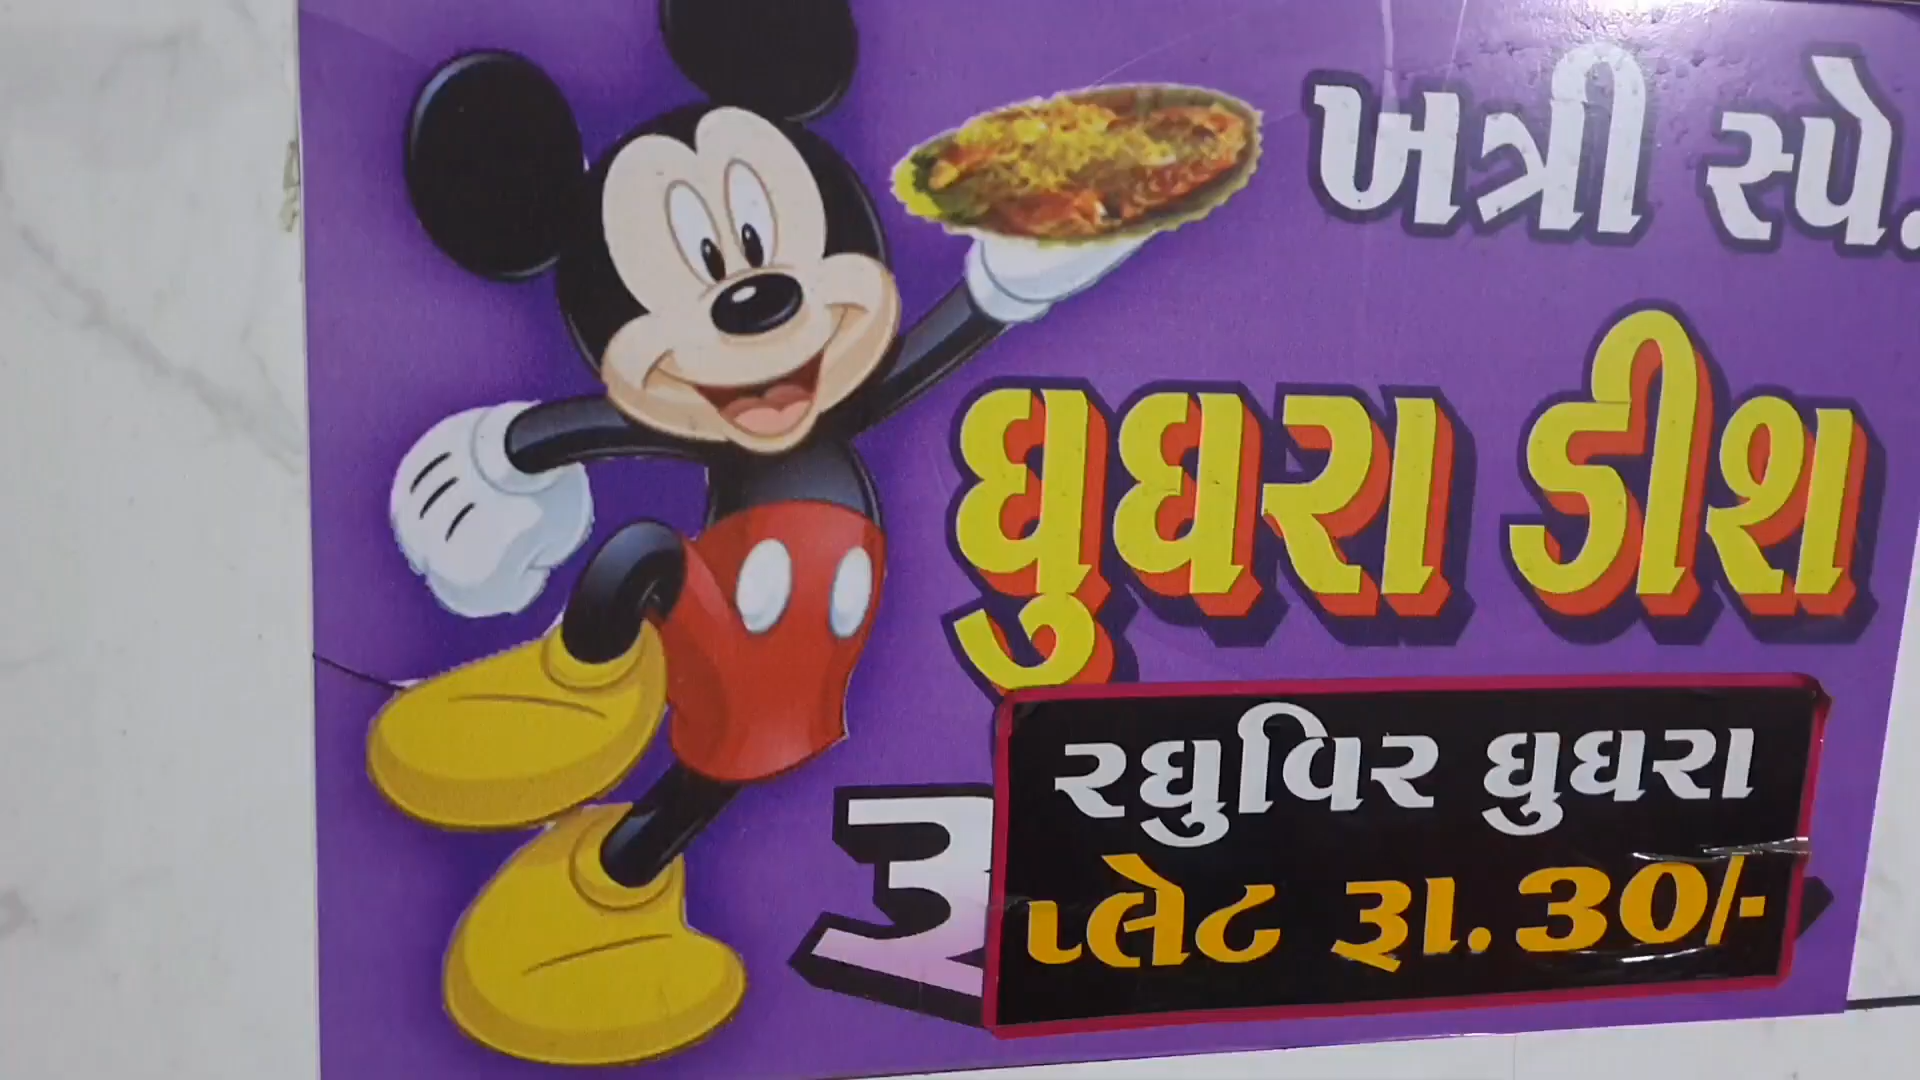 ખત્રી સ્પે.
ઘુઘરા ડીશ
રઘુવિર ઘુઘરા
પ્લેટ રૂા. 30/-